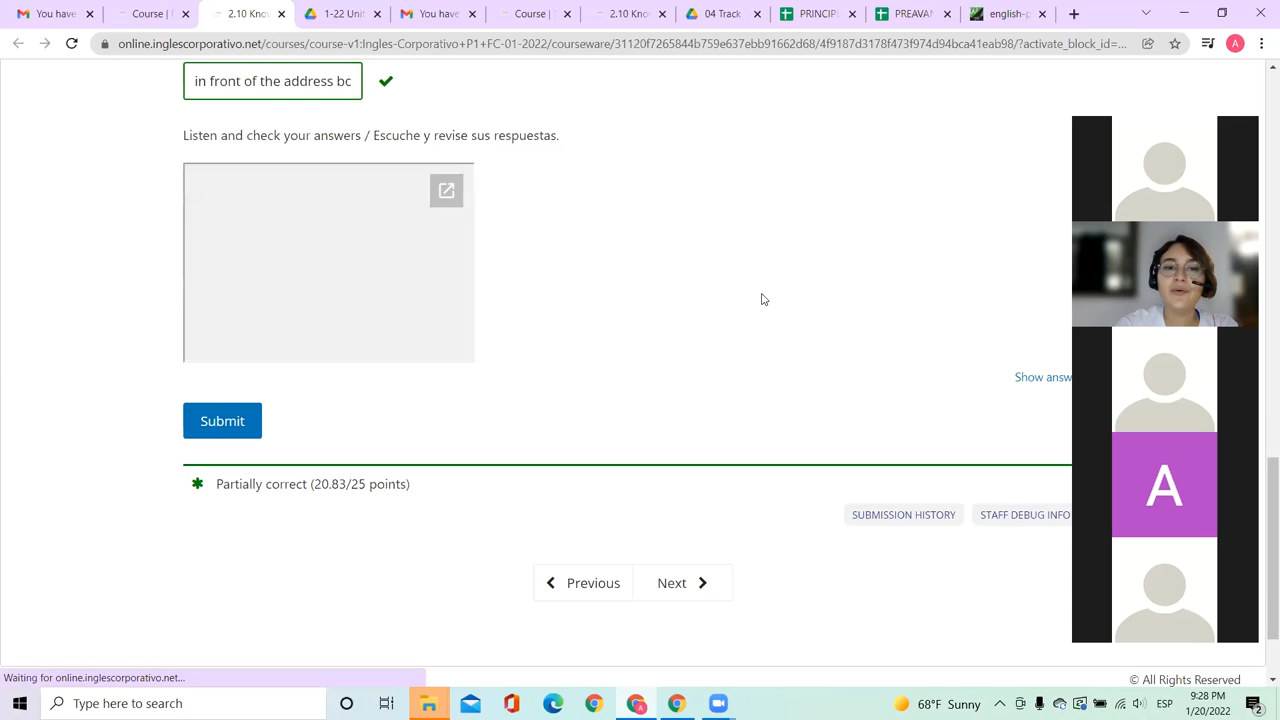 You have
Course |
2.10 Kno
1-22 Unit
You have
Course |
2.10 Kno
04 Track
PRINCIP
PREAVAN
english-p
online.inglescorporativo.net/courses/course-v1:Ingles-Corporativo+P1+FC-01-2022/courseware/31120f7265844b759e637ebb91662d68/4f9187d3178f473f974d94bca41eab98/?activate_block_id=...
A
in front of the address bc
Listen and check your answers / Escuche y revise sus respuestas.
Show answ
Submit
Partially correct (20.83/25 points)
SUBMISSION HISTORY
STAFF DEBUG INFO
A
Previous
Next
Waiting for online.inglescorporativo.net...
© All Rights Reserved
Type here to search
68°F Sunny
ESP
9:28 PM
1/20/2022
2